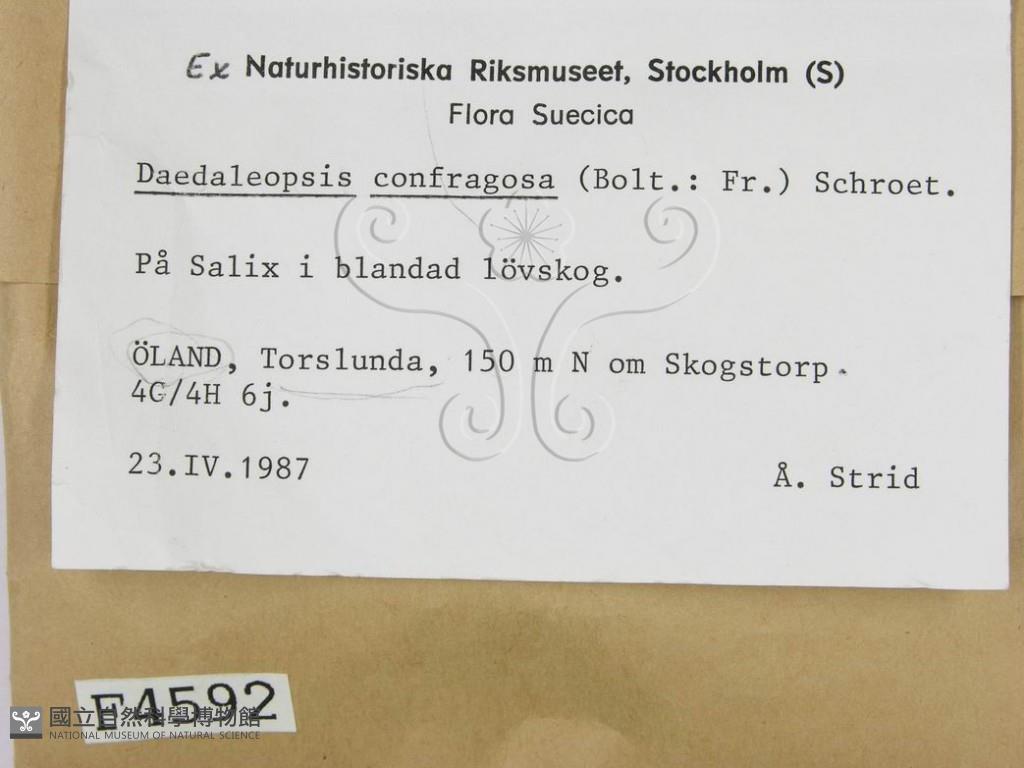 Ex Naturhistoriska Riksmuseet, Stockholm (S)
Flora Suecica
Daedaleopsis confragosa (Bolt.: Fr.) Schroet.
På Salix i blandad lövskog.
ÖLAND, Torslunda, 150 m N om Skogstorp.
4G/4H 6j.
23.IV.1987
Å. Strid
F4592
國立自然科學博物館
NATIONAL MUSEUM OF NATURAL SCIENCE